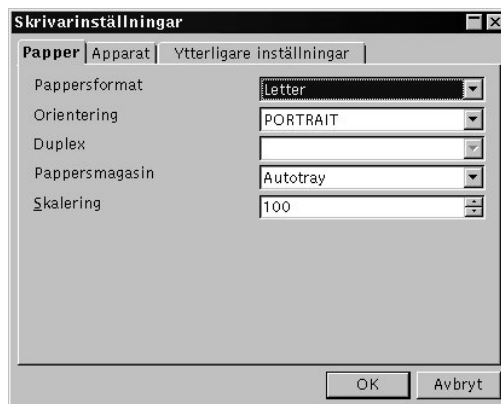 Skrivarinställningar
Papper Apparat Ytterligare inställningar
Pappersformat Letter
Orientering PORTRAIT
Duplex
Pappersmagasin Autotray
Skalering 100
OK Avbryt